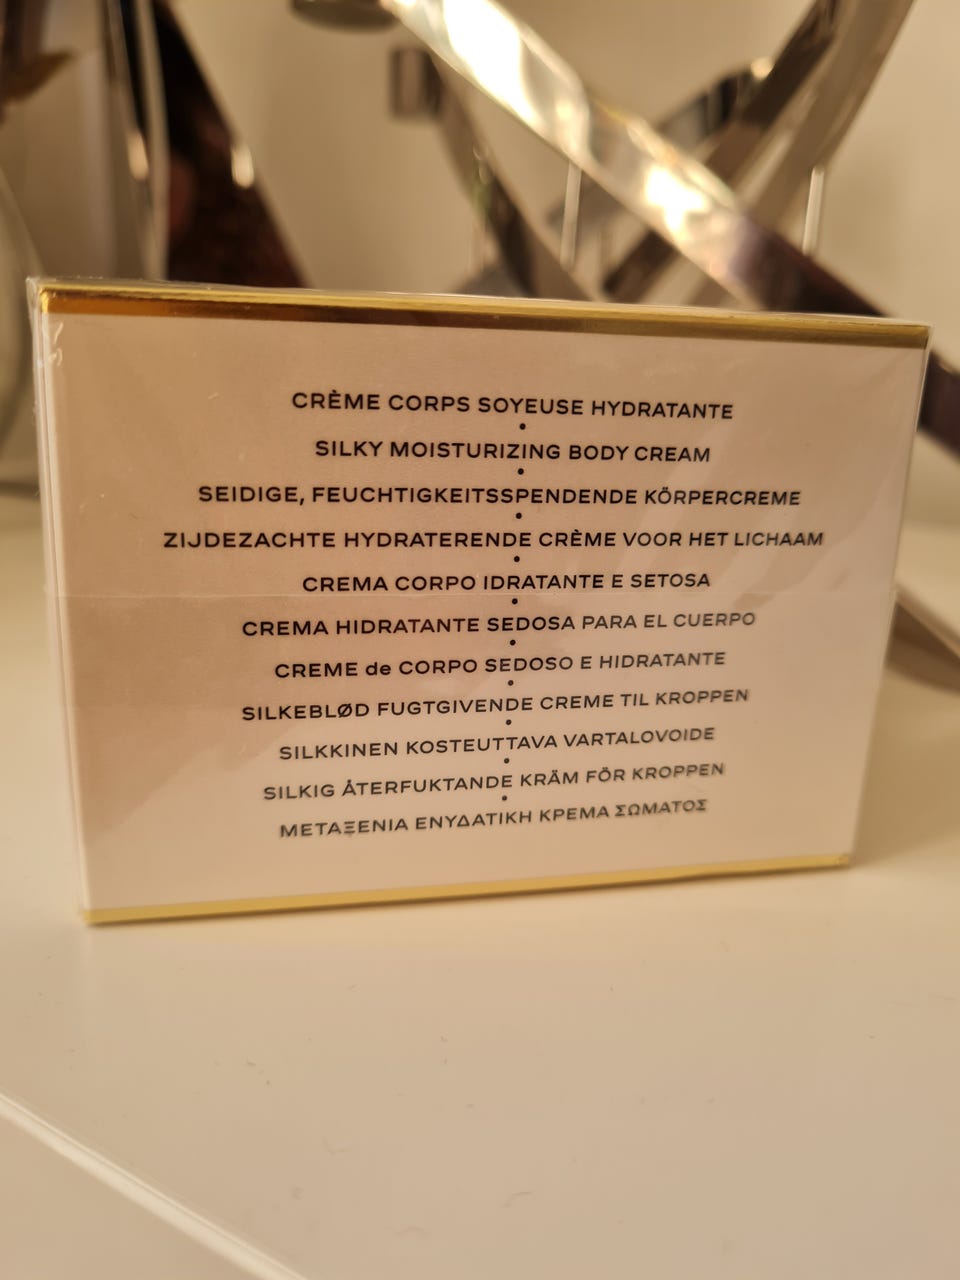 CRÈME CORPS SOYEUSE HYDRATANTE
SILKY MOISTURIZING BODY CREAM
SEIDIGE, FEUCHTIGKEITSSPENDENDE KÖRPERCREME
ZIJDEZACHTE HYDRATERENDE CRÈME VOOR HET LICHAAM
CREMA CORPO IDRATANTE E SETOSA
CREMA HIDRATANTE SEDOSA PARA EL CUERPO
CREME de CORPO SEDOSO E HIDRATANTE
SILKEBLØD FUGTGIVENDE CREME TIL KROPPEN
SILKKINEN KOSTEUTTAVA VARTALOVOIDE
SILKIG ÅTERFUKTANDE KRÄM FÖR KROPPEN
ΜΕΤΑΞΕΝΙΑ ΕΝΥΔΑΤΙΚΗ ΚΡΕΜΑ ΣΩΜΑΤΟΣ